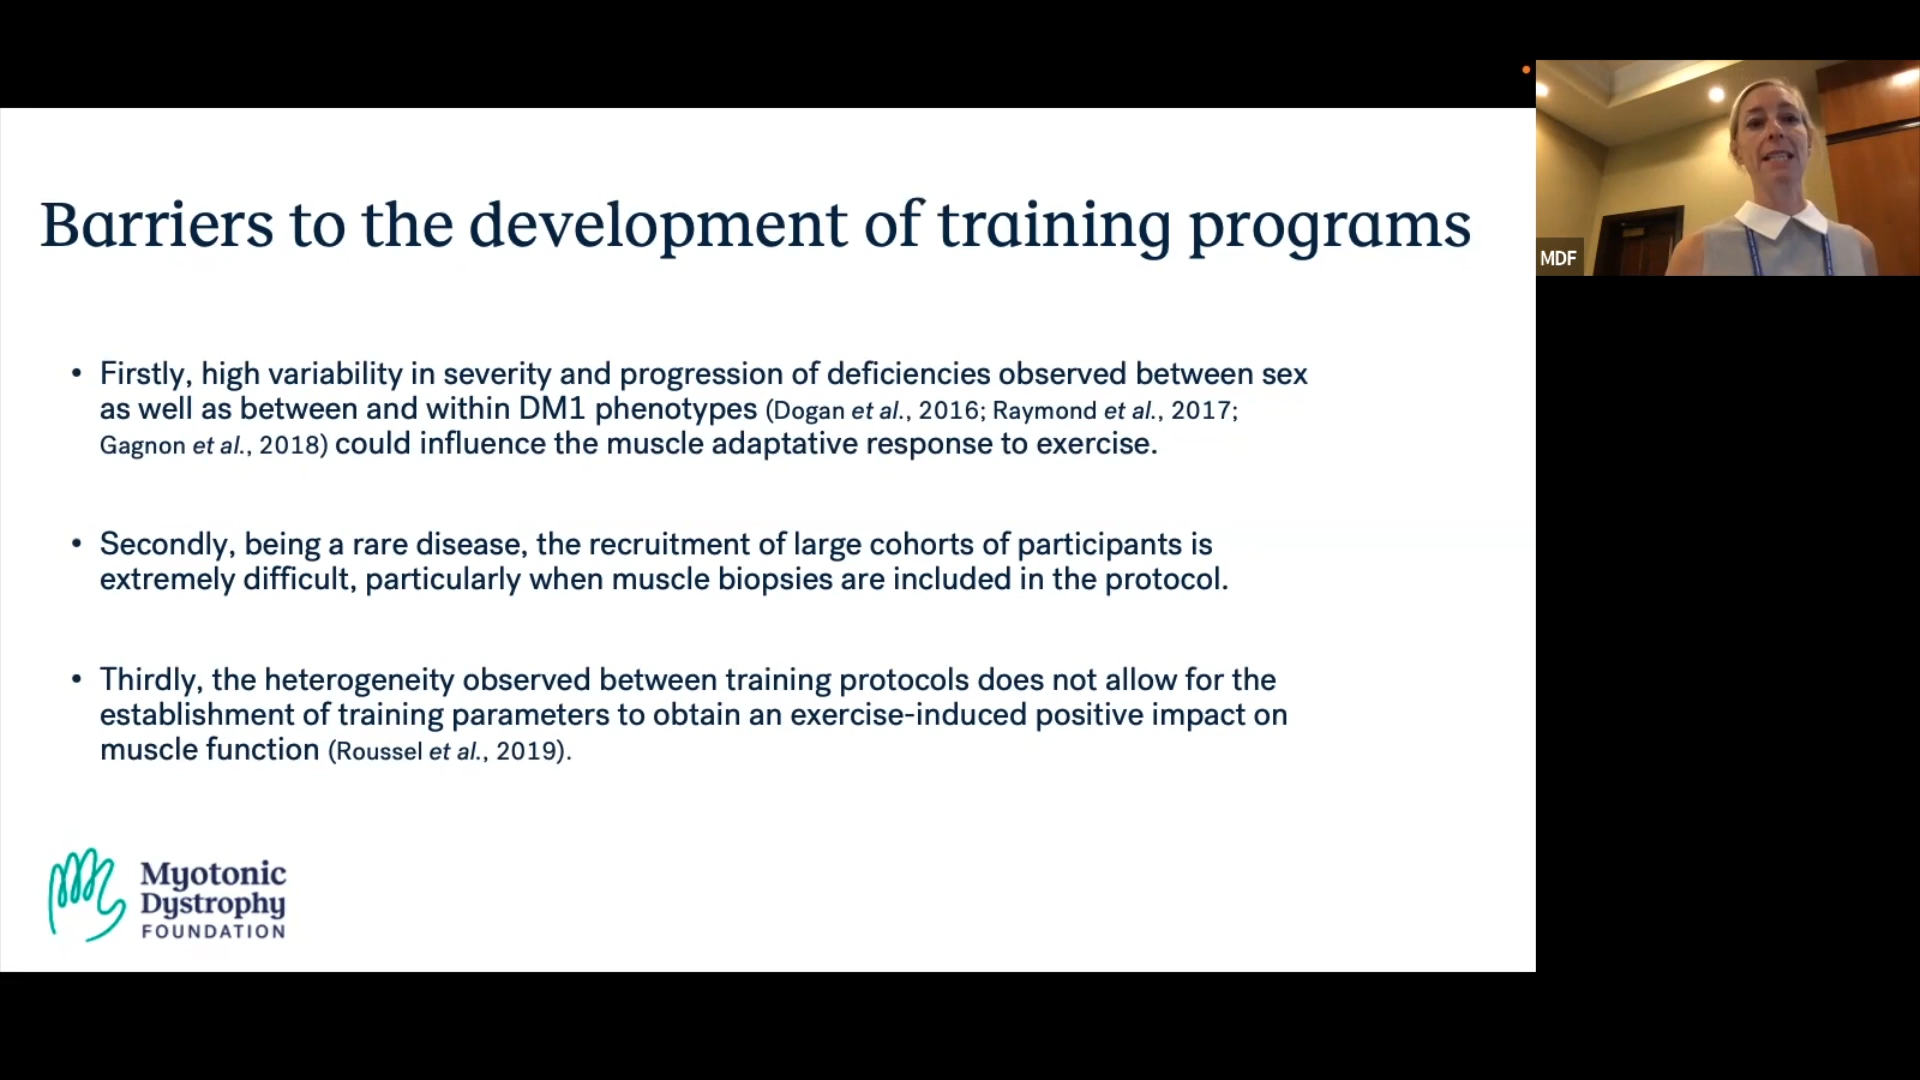 Barriers to the development of training programs
MDF
• Firstly, high variability in severity and progression of deficiencies observed between sex
as well as between and within DM1 phenotypes (Dogan et al., 2016; Raymond et al., 2017;
Gagnon et al., 2018) could influence the muscle adaptative response to exercise.
• Secondly, being a rare disease, the recruitment of large cohorts of participants is
extremely difficult, particularly when muscle biopsies are included in the protocol.
• Thirdly, the heterogeneity observed between training protocols does not allow for the
establishment of training parameters to obtain an exercise-induced positive impact on
muscle function (Roussel et al., 2019).
Myotonic
Dystrophy
FOUNDATION